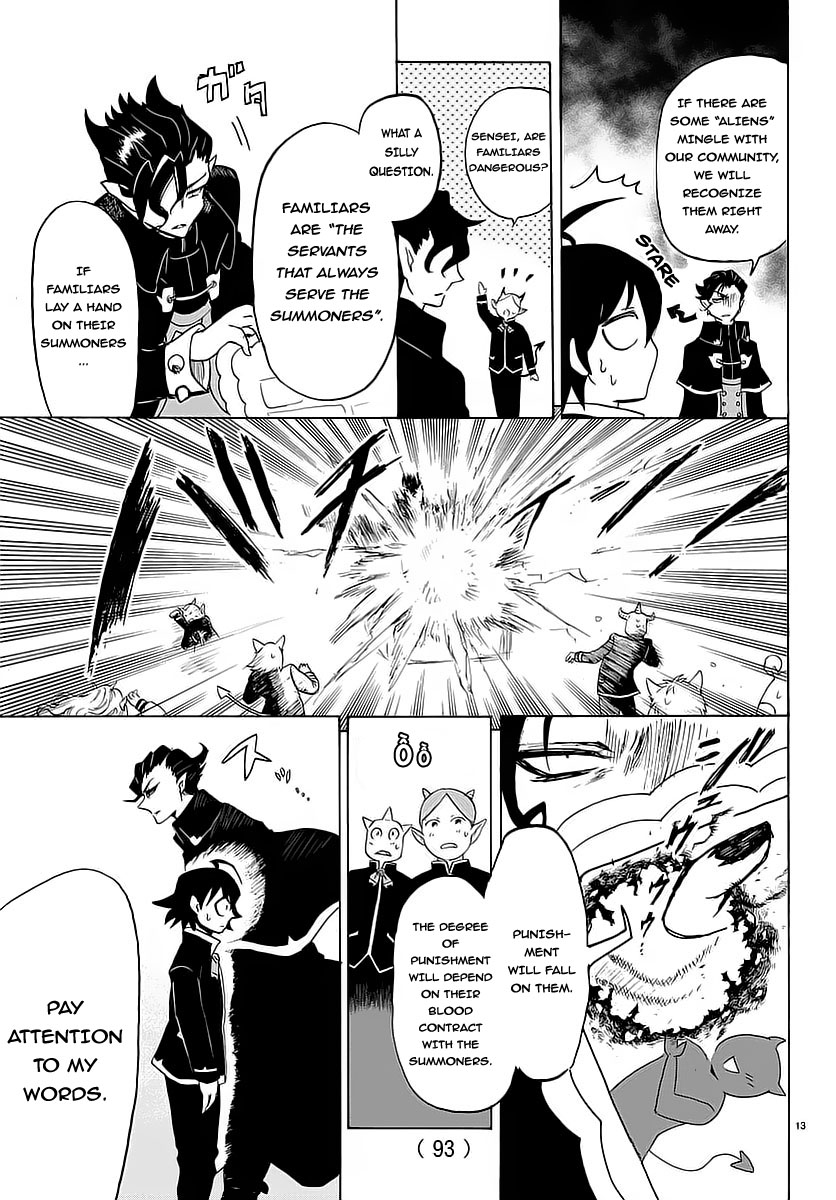 IF THERE ARE
SOME "ALIENS"
MINGLE WITH
OUR COMMUNITY,
WE WILL
RECOGNIZE
THEM RIGHT
AWAY.
STARE
SENSEI, ARE
FAMILIARS
DANGEROUS?
WHAT A
SILLY
QUESTION.
FAMILIARS
ARE "THE
SERVANTS
THAT ALWAYS
SERVE THE
SUMMONERS".
ガタ
IF
FAMILIARS
LAY A HAND
ON THEIR
SUMMONERS
...
PUNISH-
MENT
WILL FALL
ON THEM.
THE DEGREE
OF
PUNISHMENT
WILL DEPEND
ON THEIR
BLOOD
CONTRACT
WITH THE
SUMMONERS.
ス...
PAY
ATTENTION
TO MY
WORDS.
( 93 )
13